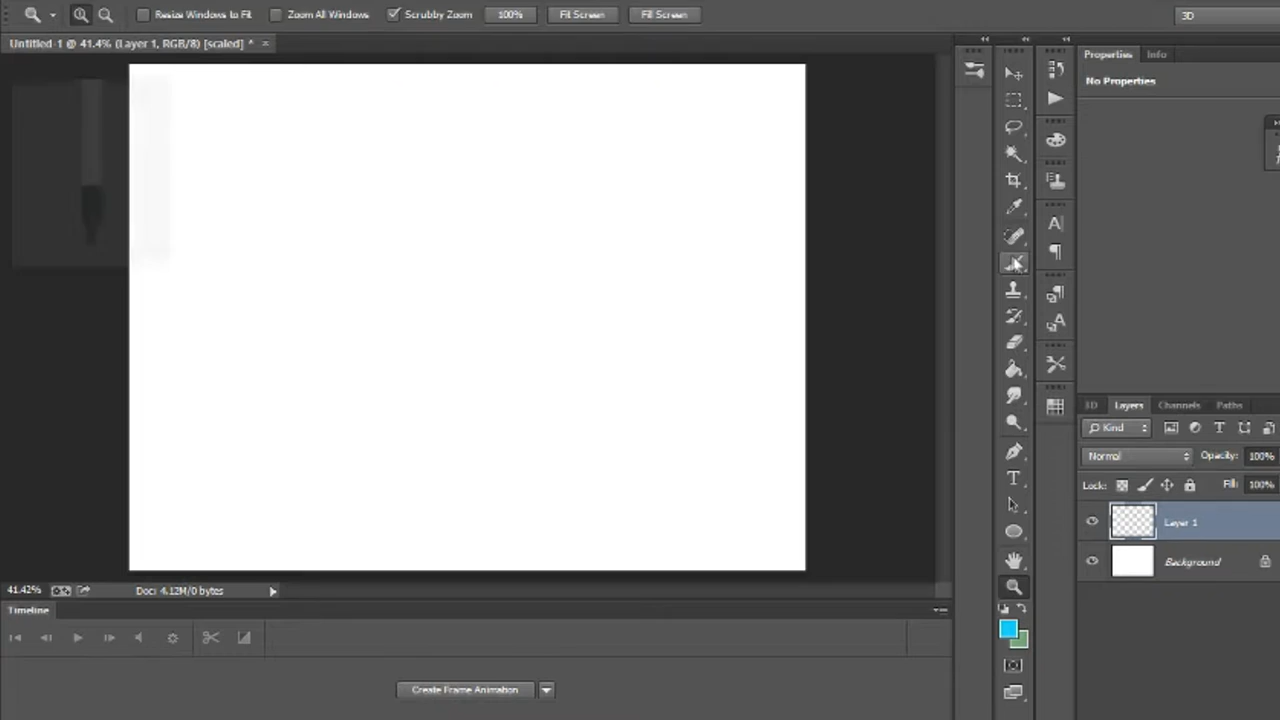 Resize Windows to Fit Zoom All Windows Scrubby Zoom 100% Fit Screen Fill Screen 3D
Untitled-1 @ 41.4% (Layer 1, RGB/8) [scaled] * ×
Properties Info
No Properties
3D Layers Channels Paths
Kind
Normal Opacity: 100%
Lock: Fill: 100%
Layer 1
Background
41.42% Doc: 4.12M/0 bytes
Timeline
Create Frame Animation